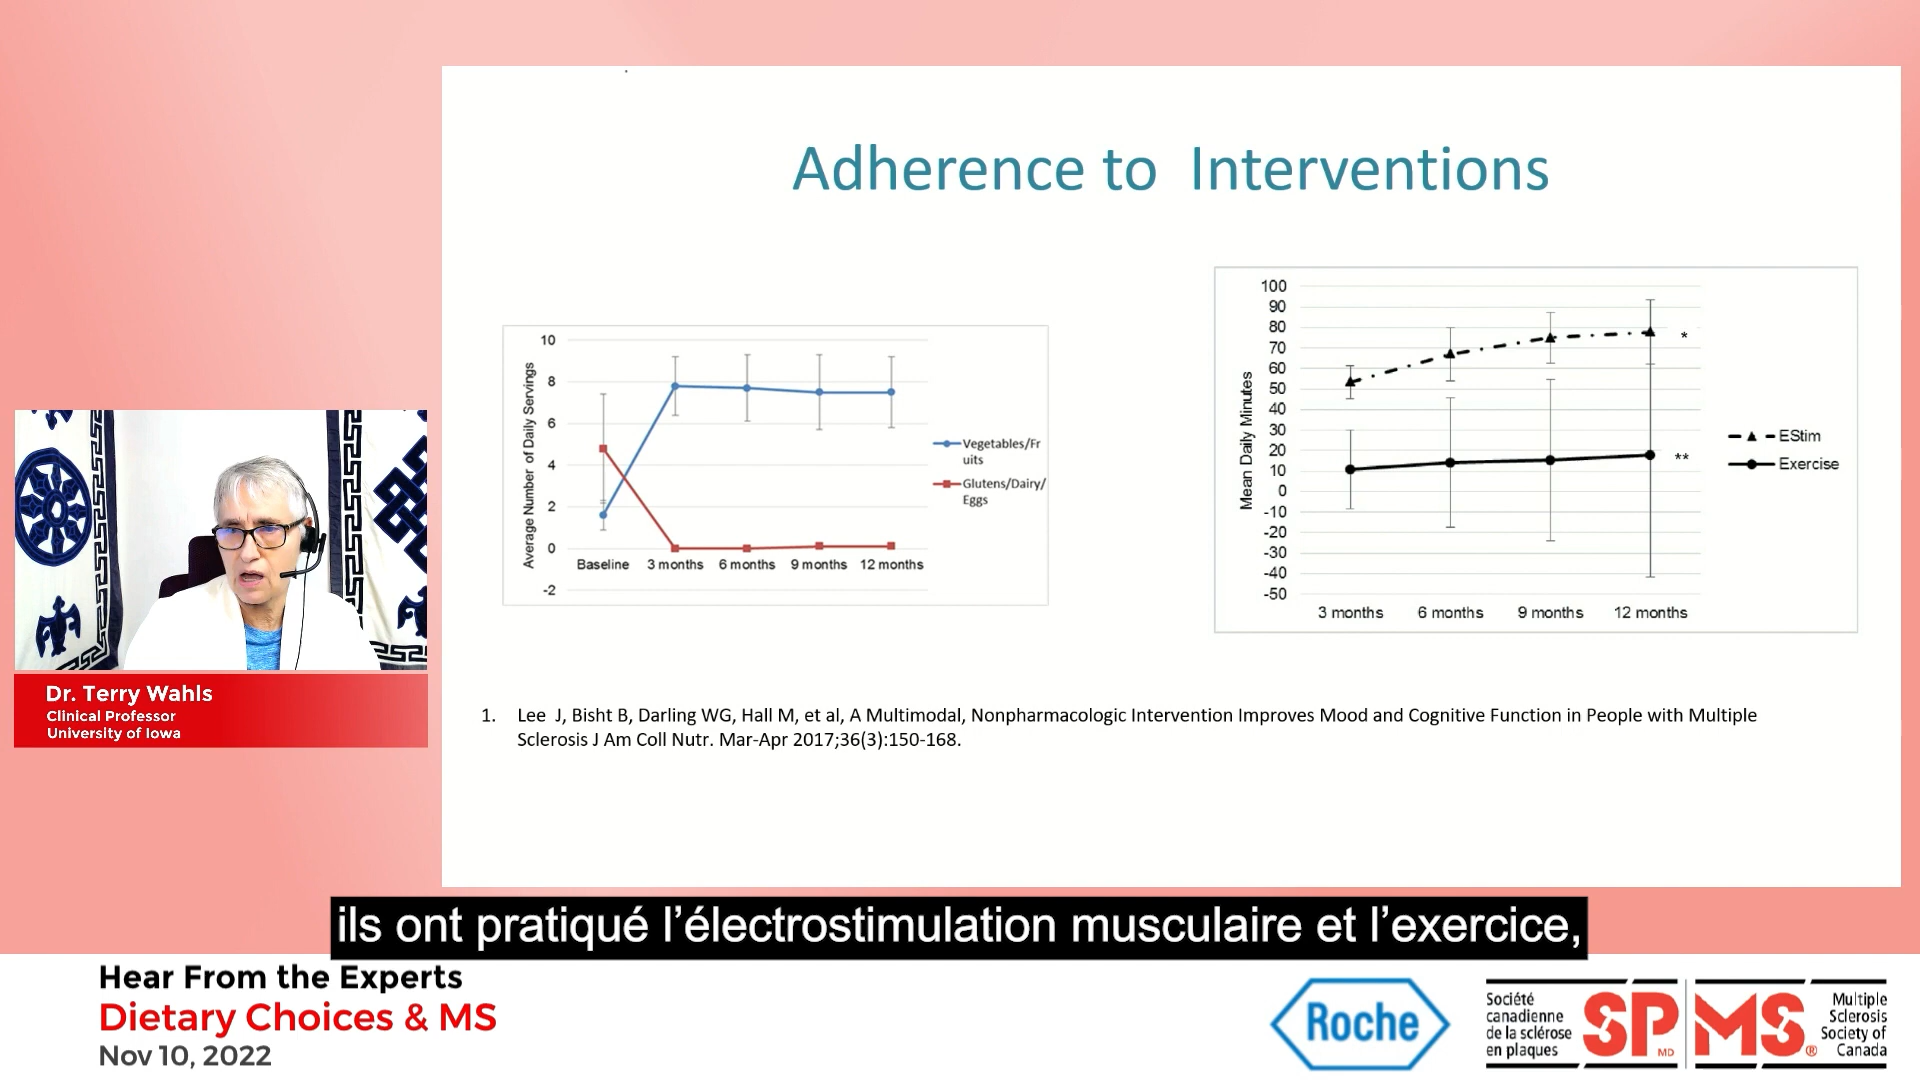 Adherence to  Interventions
10
8
6
4
2
0
-2
Average Number of Daily Servings
Baseline
3 months
6 months
9 months
12 months
Vegetables/Fr
uits
Glutens/Dairy/
Eggs
100
90
80
70
60
50
40
30
20
10
0
-10
-20
-30
-40
-50
Mean Daily Minutes
3 months
6 months
9 months
12 months
*
**
EStim
Exercise
1. Lee J, Bisht B, Darling WG, Hall M, et al, A Multimodal, Nonpharmacologic Intervention Improves Mood and Cognitive Function in People with Multiple
Sclerosis J Am Coll Nutr. Mar-Apr 2017;36(3):150-168.
Dr. Terry Wahls
Clinical Professor
University of Iowa
ils ont pratiqué l’électrostimulation musculaire et l’exercice,
Hear From the Experts
Dietary Choices & MS
Nov 10, 2022
Roche
Société
canadienne
de la sclérose
en plaques
SP
MD
MS
®
Multiple
Sclerosis
Society of
Canada